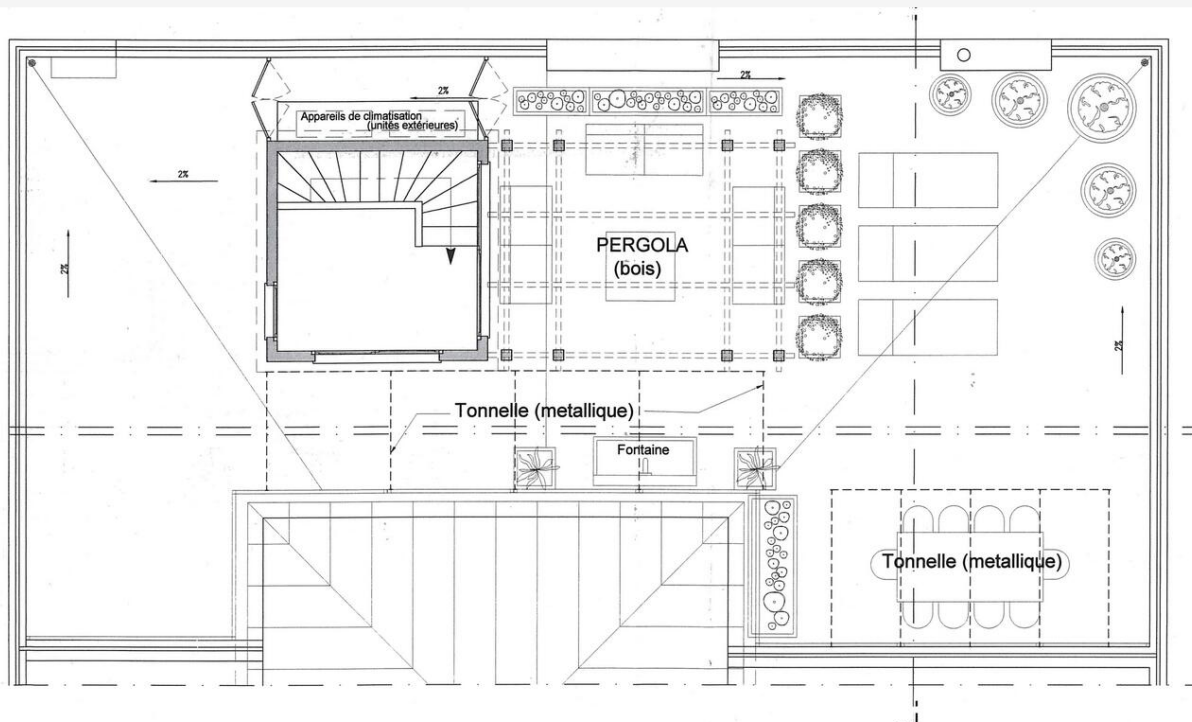 2%
2%
Appareils de climatisation
(unités extérieures)
2%
2%
PERGOLA
(bois)
2%
Tonnelle (metallique)
Fontaine
Tonnelle (metallique)